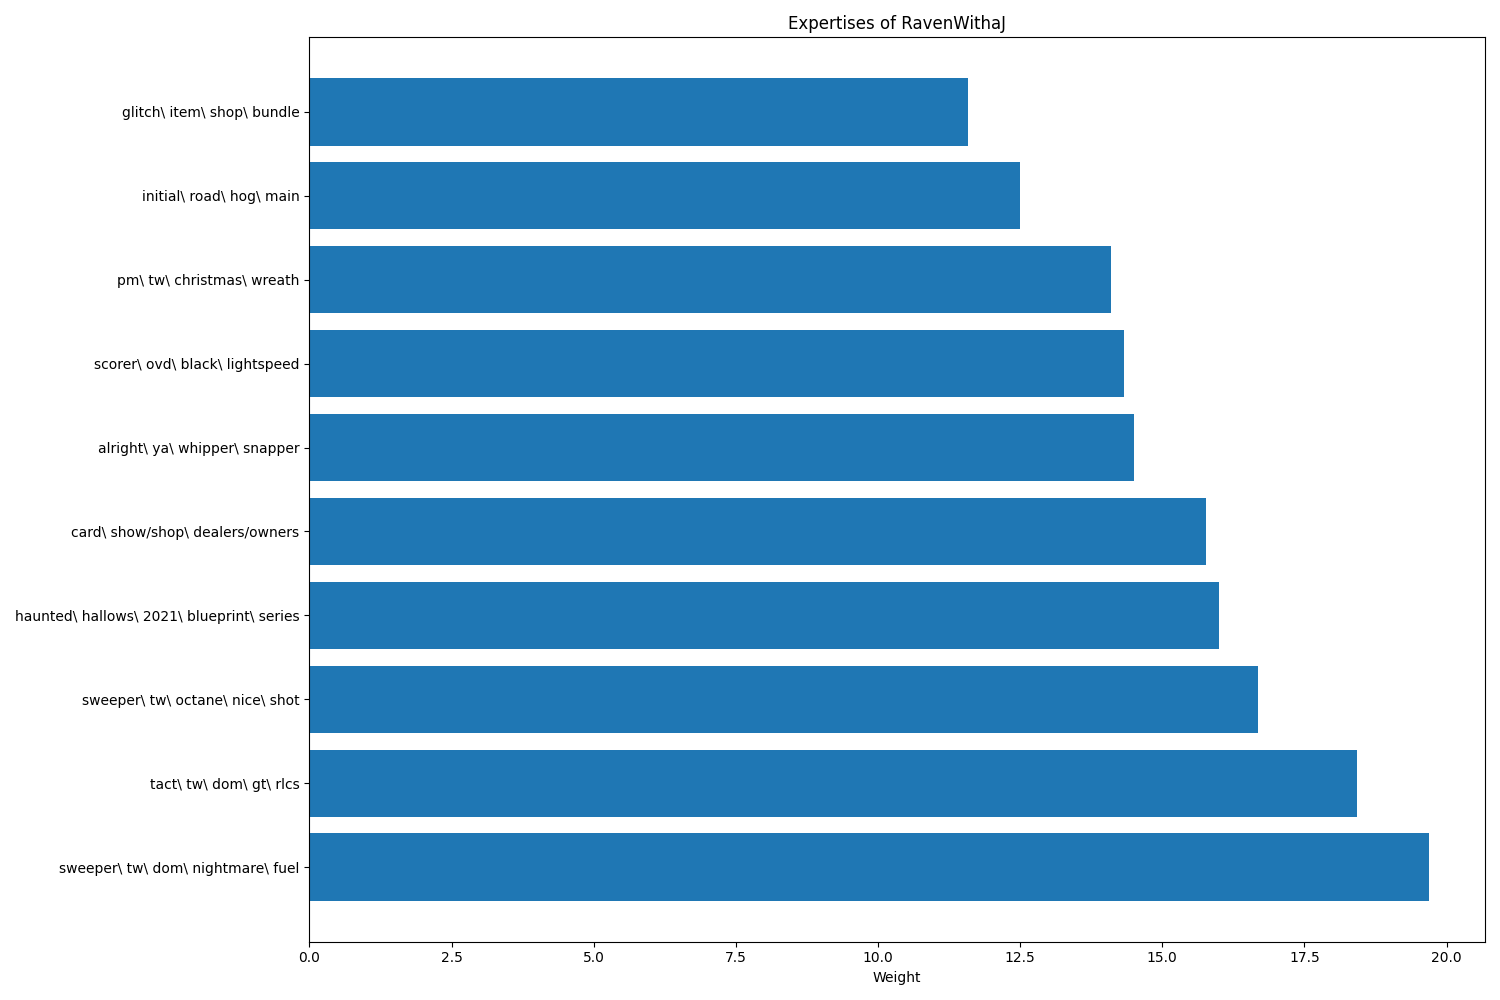 Expertises of RavenWithaJ
glitch\ item\ shop\ bundle
initial\ road\ hog\ main
pm\ tw\ christmas\ wreath
scorer\ ovd\ black\ lightspeed
alright\ ya\ whipper\ snapper
card\ show/shop\ dealers/owners
haunted\ hallows\ 2021\ blueprint\ series
sweeper\ tw\ octane\ nice\ shot
tact\ tw\ dom\ gt\ rlcs
sweeper\ tw\ dom\ nightmare\ fuel
0.0 2.5 5.0 7.5 10.0 12.5 15.0 17.5 20.0
Weight